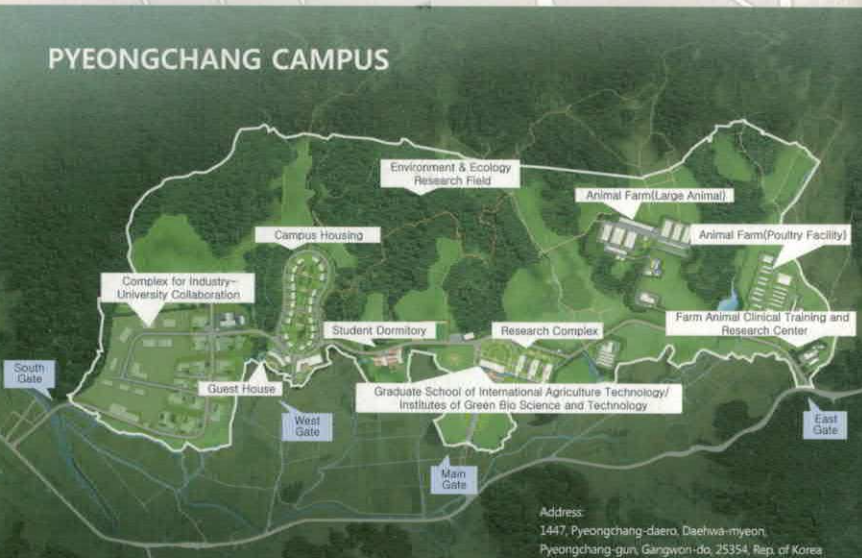 PYEONGCHANG CAMPUS
Environment & Ecology
Research Field
Animal Farm(Large Animal)
Campus Housing
Animal Farm(Poultry Facility)
Complex for Industry-
University Collaboration
Student Dormitory
Research Complex
Farm Animal Clinical Training and
Research Center
South
Gate
Guest House
Graduate School of International Agriculture Technology/
Institutes of Green Bio Science and Technology
West
Gate
East
Gate
Main
Gate
Address:
1447, Pyeongchang-daero, Daehwa-myeon,
Pyeongchang-gun, Gangwon-do, 25354, Rep. of Korea